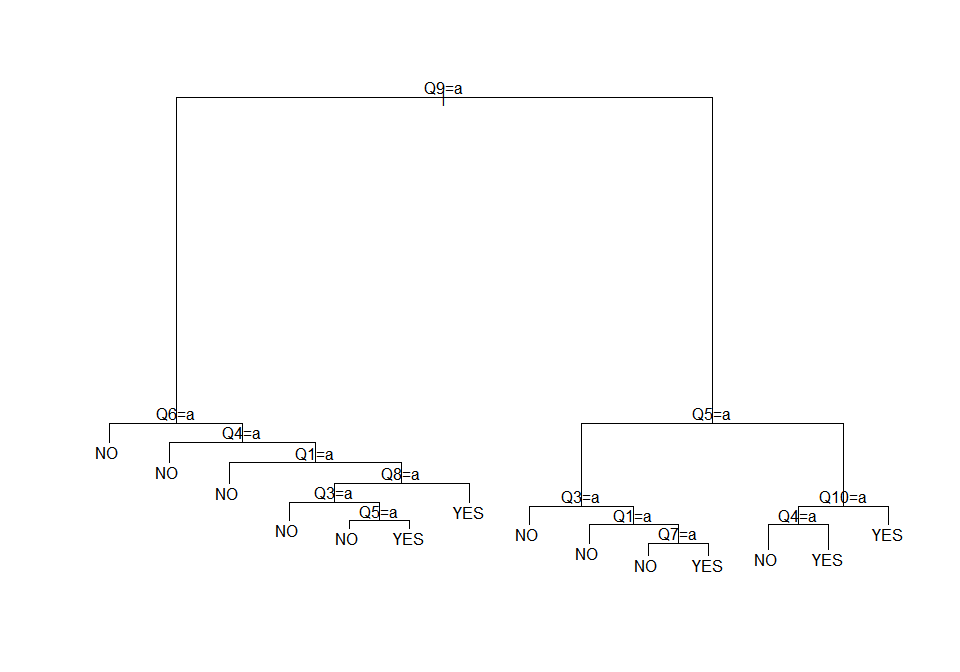 Q9=a
Q6=a
Q5=a
Q4=a
NO
Q1=a
NO
Q8=a
NO
Q3=a
YES
NO
Q5=a
NO
YES
Q3=a
Q10=a
NO
Q1=a
Q4=a
YES
NO
Q7=a
NO
YES
NO
YES